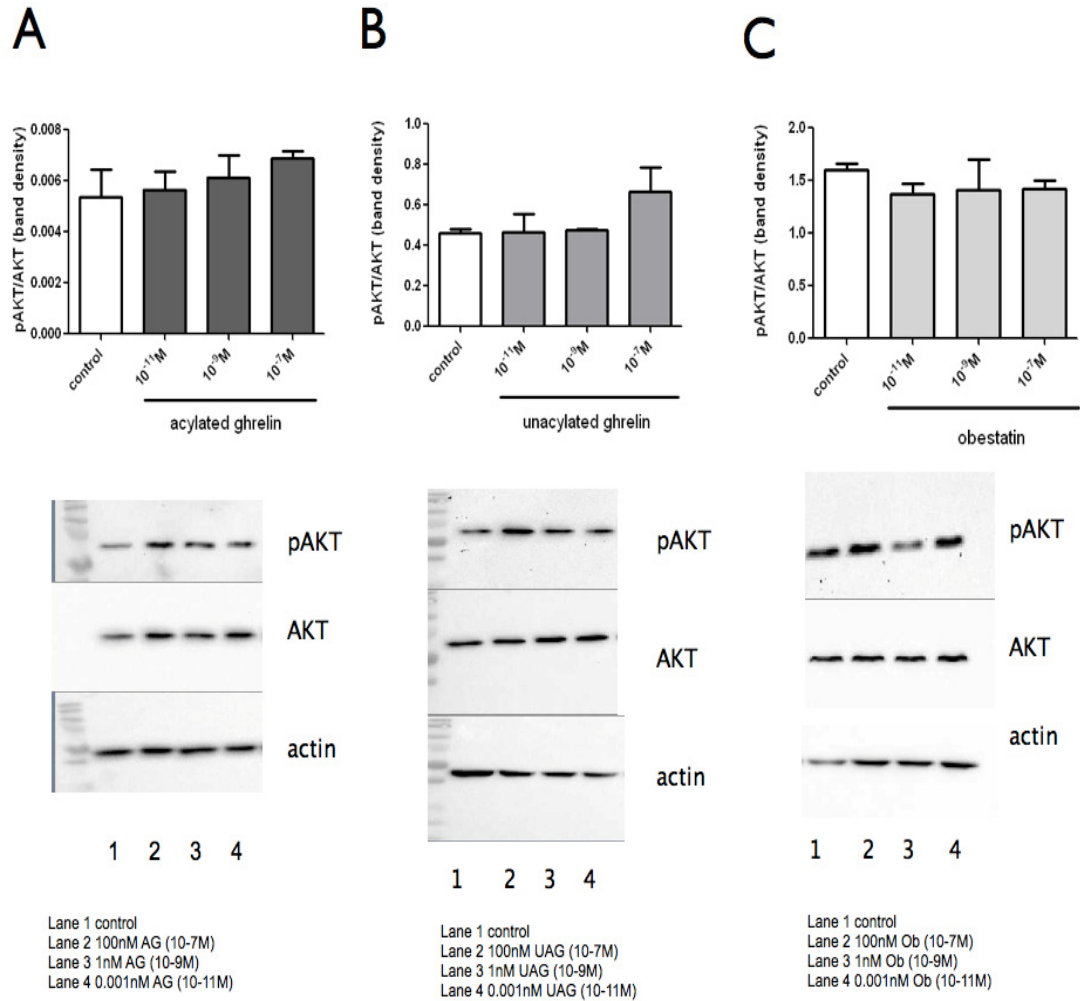 A
B
C
pAKT/AKT (band density)
0.008
0.006
0.004
0.002
0.000
control
10⁻¹¹M
10⁻⁹M
10⁻⁷M
acylated ghrelin
pAKT/AKT (band density)
1.0
0.8
0.6
0.4
0.2
0.0
control
10⁻¹¹M
10⁻⁹M
10⁻⁷M
unacylated ghrelin
pAKT/AKT (band density)
2.0
1.5
1.0
0.5
0.0
control
10⁻¹¹M
10⁻⁹M
10⁻⁷M
obestatin
pAKT
AKT
actin
1 2 3 4
Lane 1 control
Lane 2 100nM AG (10-7M)
Lane 3 1nM AG (10-9M)
Lane 4 0.001nM AG (10-11M)
pAKT
AKT
actin
1 2 3 4
Lane 1 control
Lane 2 100nM UAG (10-7M)
Lane 3 1nM UAG (10-9M)
Lane 4 0.001nM UAG (10-11M)
pAKT
AKT
actin
1 2 3 4
Lane 1 control
Lane 2 100nM Ob (10-7M)
Lane 3 1nM Ob (10-9M)
Lane 4 0.001nM Ob (10-11M)